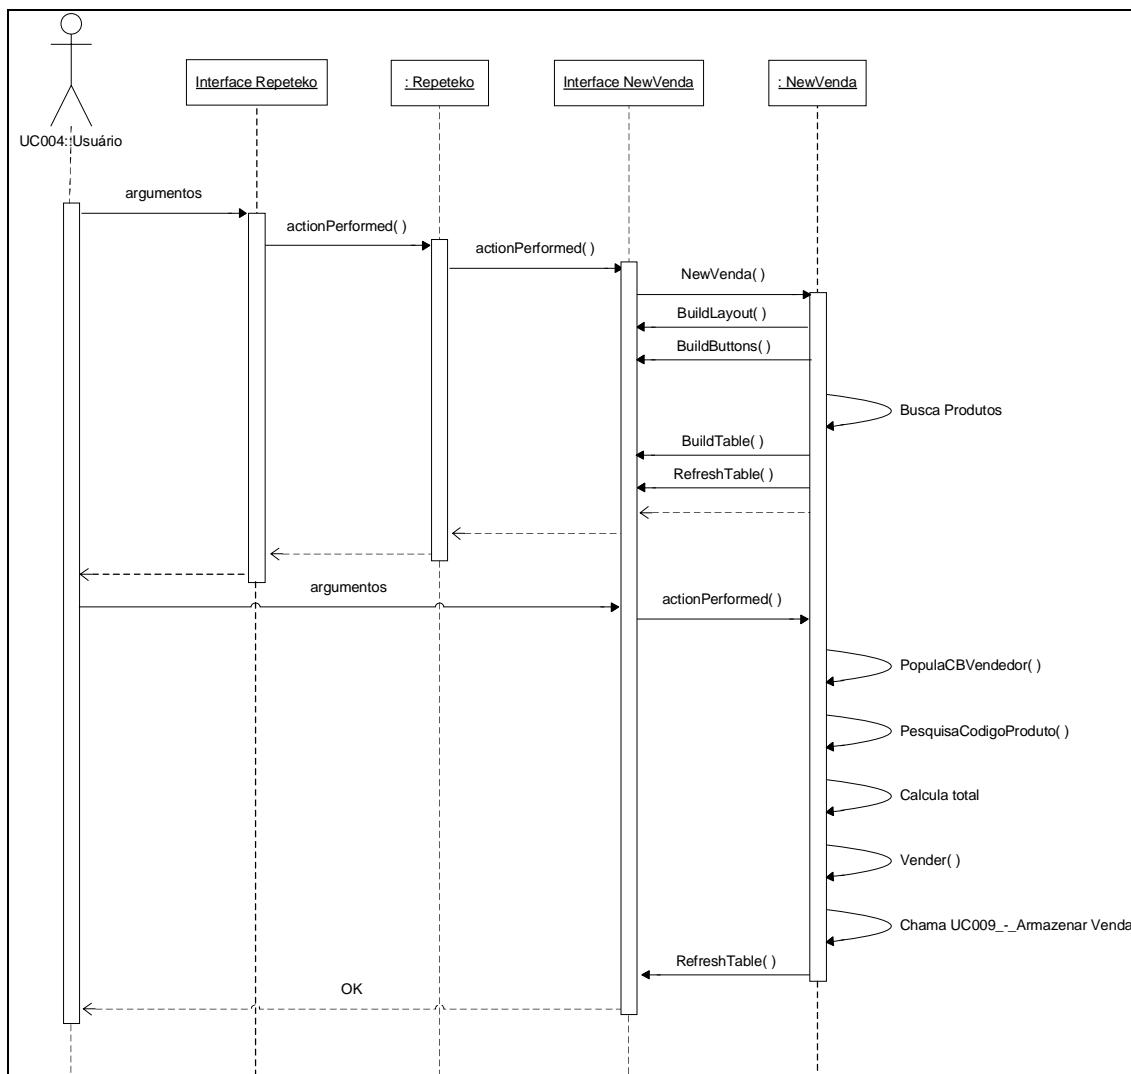 Interface Repeteko
: Repeteko
Interface NewVenda
: NewVenda
UC004::Usuário
argumentos
actionPerformed( )
actionPerformed( )
NewVenda( )
BuildLayout( )
BuildButtons( )
Busca Produtos
BuildTable( )
RefreshTable( )
argumentos
actionPerformed( )
PopulaCBVendedor( )
PesquisaCodigoProduto( )
Calcula total
Vender( )
Chama UC009_-_Armazenar Venda
RefreshTable( )
OK